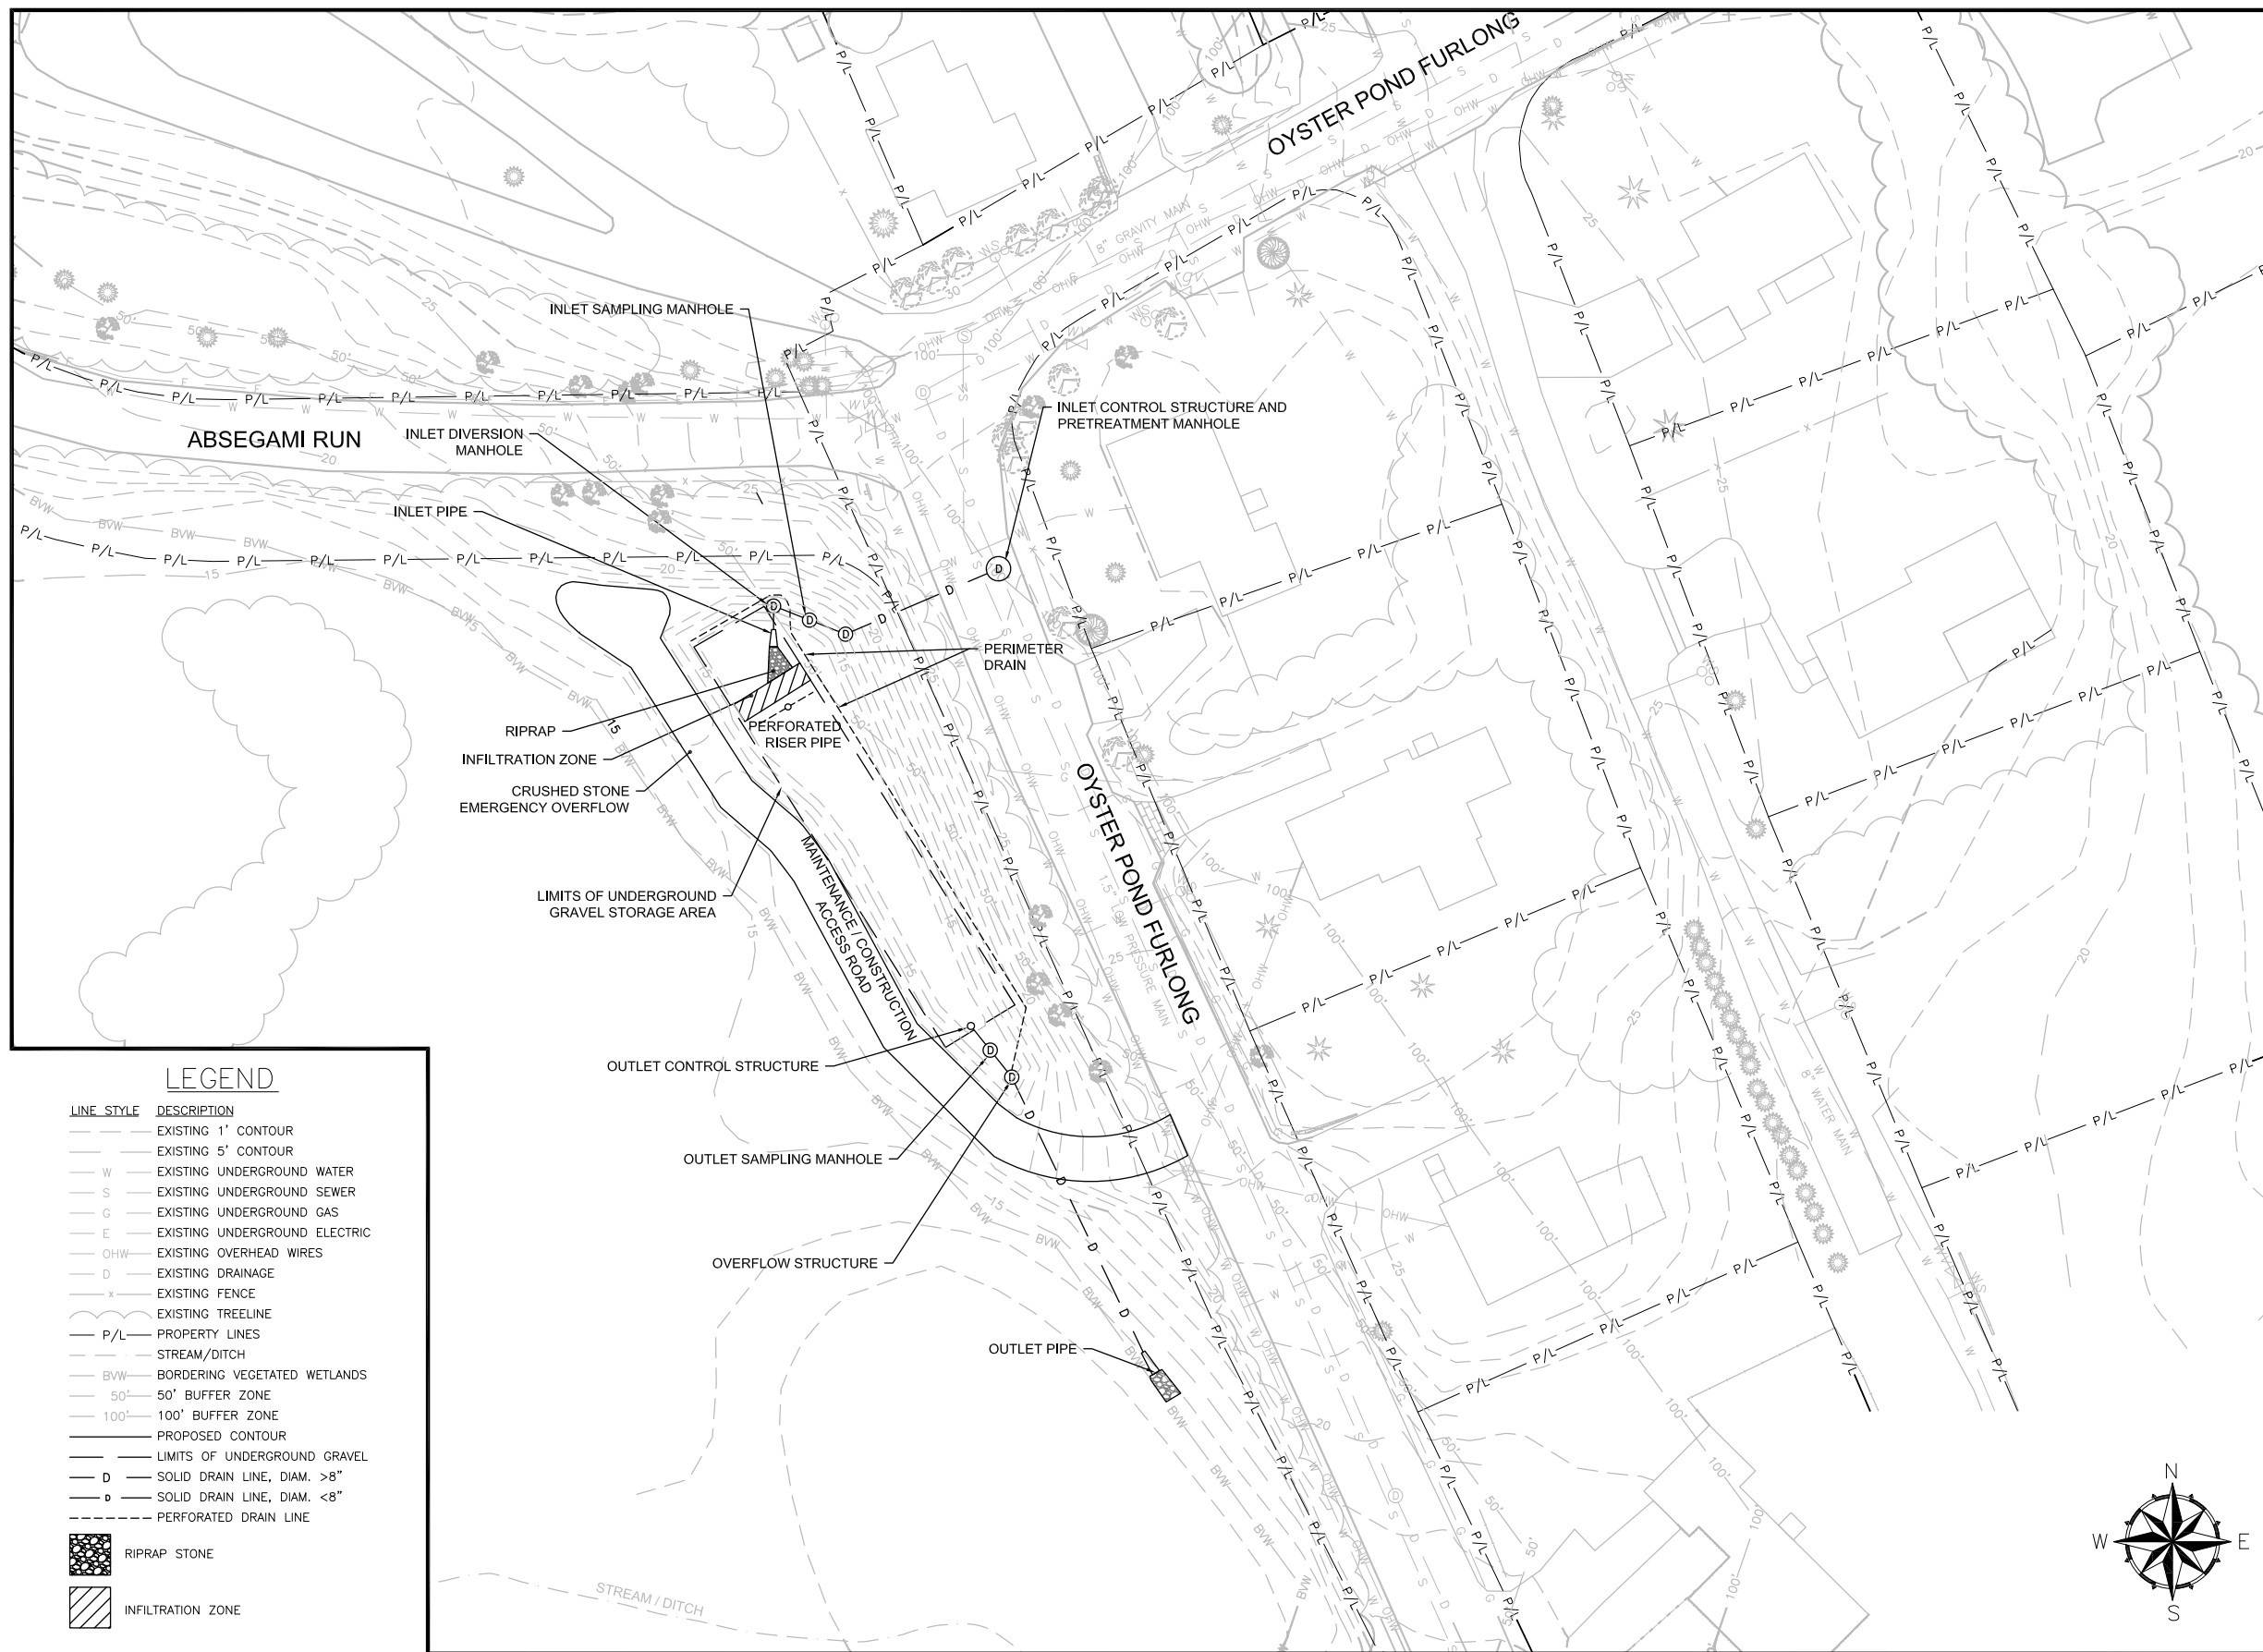 OYSTER POND FURLONG
8" GRAVITY MAIN
INLET SAMPLING MANHOLE
ABSEGAMI RUN
INLET DIVERSION
MANHOLE
INLET CONTROL STRUCTURE AND
PRETREATMENT MANHOLE
INLET PIPE
PERIMETER
DRAIN
RIPRAP
PERFORATED
RISER PIPE
INFILTRATION ZONE
CRUSHED STONE
EMERGENCY OVERFLOW
OYSTER POND FURLONG
1.5" LOW PRESSURE MAIN
LIMITS OF UNDERGROUND
GRAVEL STORAGE AREA
MAINTENANCE / CONSTRUCTION
ACCESS ROAD
OUTLET CONTROL STRUCTURE
8" WATER MAIN
OUTLET SAMPLING MANHOLE
OVERFLOW STRUCTURE
OUTLET PIPE
STREAM / DITCH
LEGEND
LINE STYLE DESCRIPTION
EXISTING 1' CONTOUR
EXISTING 5' CONTOUR
W EXISTING UNDERGROUND WATER
S EXISTING UNDERGROUND SEWER
G EXISTING UNDERGROUND GAS
E EXISTING UNDERGROUND ELECTRIC
OHW EXISTING OVERHEAD WIRES
D EXISTING DRAINAGE
x EXISTING FENCE
EXISTING TREELINE
P/L PROPERTY LINES
STREAM/DITCH
BVW BORDERING VEGETATED WETLANDS
50' 50' BUFFER ZONE
100' 100' BUFFER ZONE
PROPOSED CONTOUR
LIMITS OF UNDERGROUND GRAVEL
D SOLID DRAIN LINE, DIAM. >8"
D SOLID DRAIN LINE, DIAM. <8"
PERFORATED DRAIN LINE
RIPRAP STONE
INFILTRATION ZONE
N
W E
S